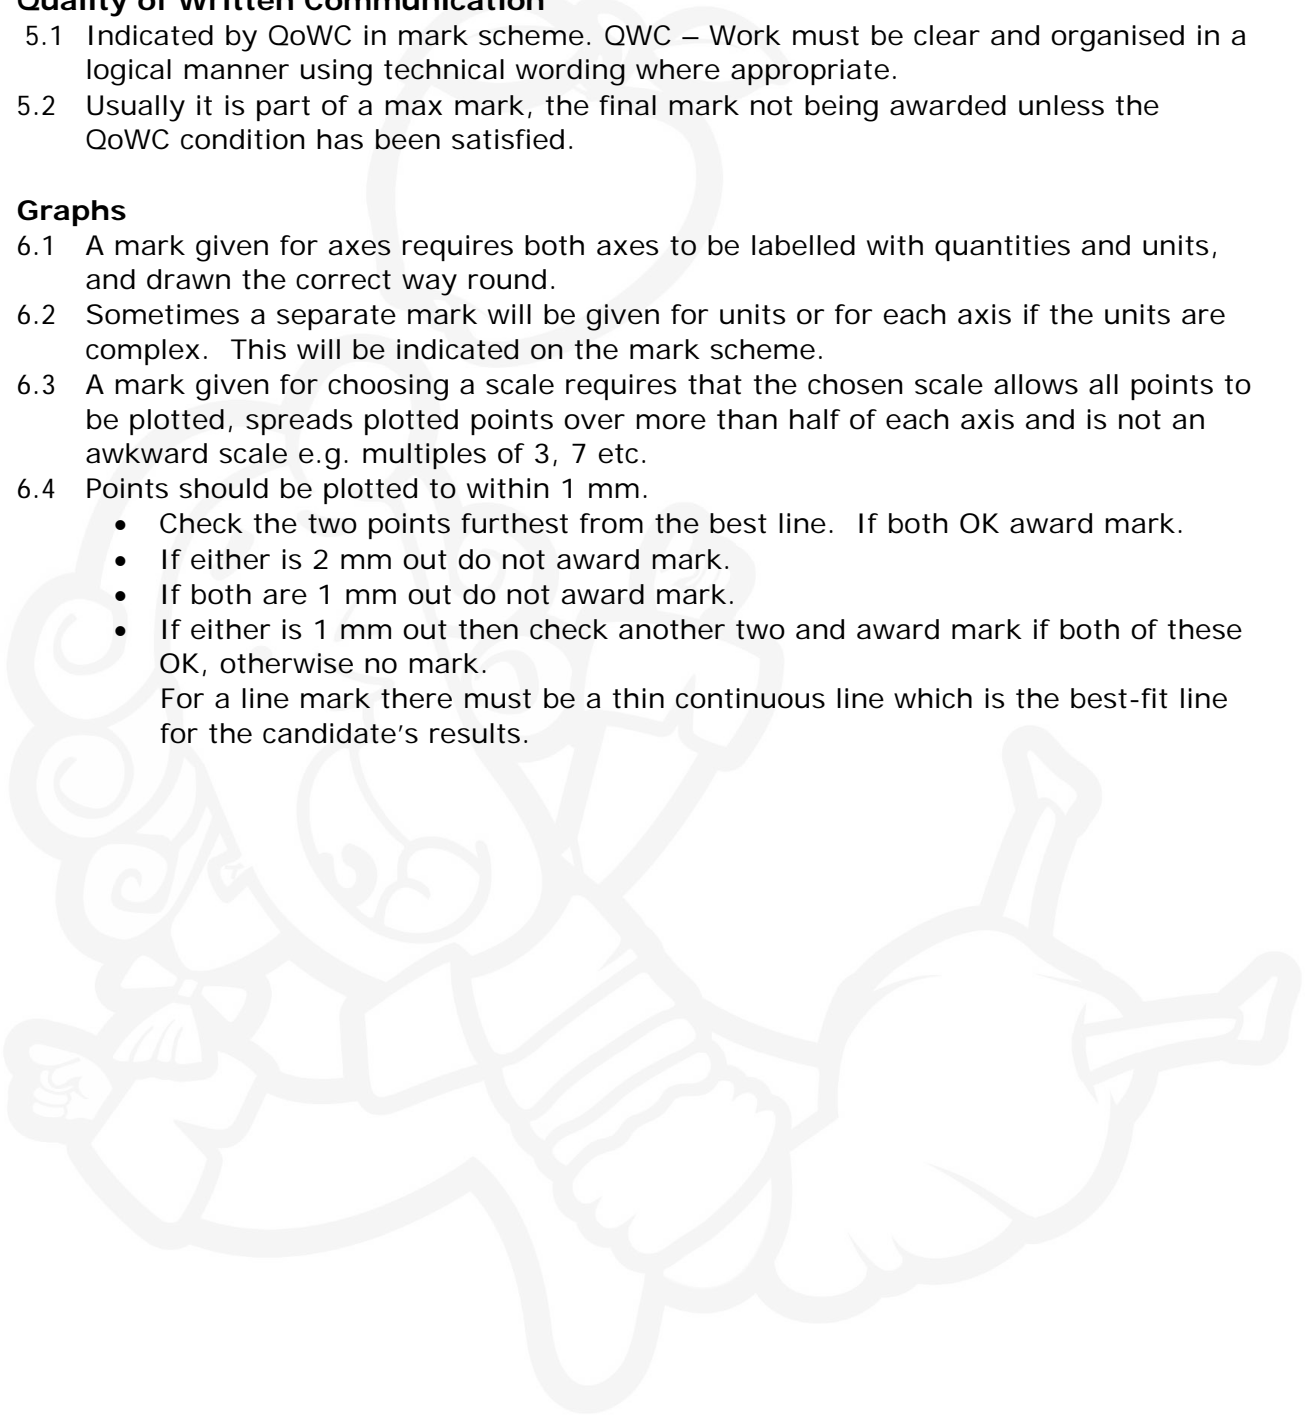 Quality of Written Communication
5.1 Indicated by QoWC in mark scheme. QWC – Work must be clear and organised in a
logical manner using technical wording where appropriate.
5.2 Usually it is part of a max mark, the final mark not being awarded unless the
QoWC condition has been satisfied.
Graphs
6.1 A mark given for axes requires both axes to be labelled with quantities and units,
and drawn the correct way round.
6.2 Sometimes a separate mark will be given for units or for each axis if the units are
complex. This will be indicated on the mark scheme.
6.3 A mark given for choosing a scale requires that the chosen scale allows all points to
be plotted, spreads plotted points over more than half of each axis and is not an
awkward scale e.g. multiples of 3, 7 etc.
6.4 Points should be plotted to within 1 mm.
• Check the two points furthest from the best line. If both OK award mark.
• If either is 2 mm out do not award mark.
• If both are 1 mm out do not award mark.
• If either is 1 mm out then check another two and award mark if both of these
OK, otherwise no mark.
For a line mark there must be a thin continuous line which is the best-fit line
for the candidate’s results.